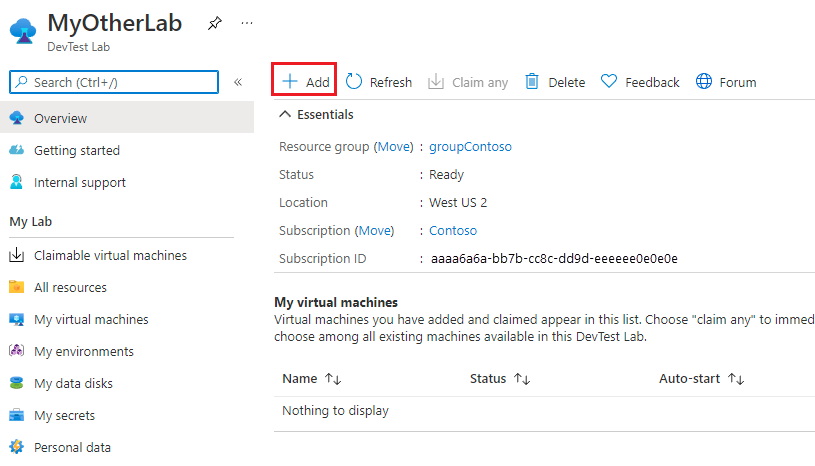 MyOtherLab
DevTest Lab
Search (Ctrl+/)
Overview
Getting started
Internal support
My Lab
Claimable virtual machines
All resources
My virtual machines
My environments
My data disks
My secrets
Personal data
Add Refresh Claim any Delete Feedback Forum
Essentials
Resource group (Move) : groupContoso
Status : Ready
Location : West US 2
Subscription (Move) : Contoso
Subscription ID : aaaa6a6a-bb7b-cc8c-dd9d-eeeeee0e0e0e
My virtual machines
Virtual machines you have added and claimed appear in this list. Choose "claim any" to immed
choose among all existing machines available in this DevTest Lab.
Name Status Auto-start
Nothing to display